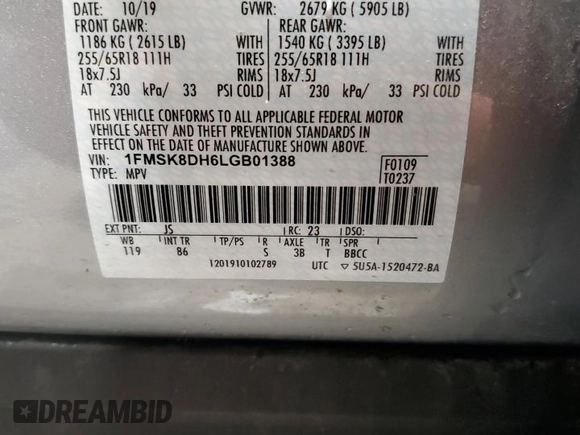 DATE: 10/19 GVWR: 2679 KG ( 5905 LB)
FRONT GAWR: REAR GAWR:
1186 KG ( 2615 LB) WITH 1540 KG ( 3395 LB) WITH
255/65R18 111H TIRES 255/65R18 111H TIRES
18x7.5J RIMS 18x7.5J RIMS
AT 230 kPa/ 33 PSI COLD AT 230 kPa/ 33 PSI COLD
THIS VEHICLE CONFORMS TO ALL APPLICABLE FEDERAL MOTOR
VEHICLE SAFETY AND THEFT PREVENTION STANDARDS IN
EFFECT ON THE DATE OF MANUFACTURE SHOWN ABOVE.
VIN: 1FMSK8DH6LGB01388 F0109
TYPE: MPV T0237
EXT PNT: JS RC: 23 DSO:
WB INT TR TP/PS R AXLE TR SPR
119 86 S 3B T BBCC
1201910102789 UTC ▽ 5U5A-1520472-BA
DREAMBID